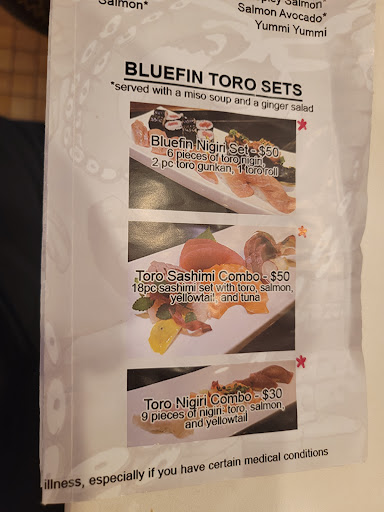 Salmon*
Salmon*
Salmon Avocado*
Yummi Yummi
BLUEFIN TORO SETS
*served with a miso soup and a ginger salad
Bluefin Nigiri Set - $50
6 pieces of toro nigiri,
2 pc toro gunkan, 1 toro roll
Toro Sashimi Combo - $50
18pc sashimi set with toro, salmon,
yellowtail, and tuna
Toro Nigiri Combo - $30
9 pieces of nigiri: toro, salmon,
and yellowtail
illness, especially if you have certain medical conditions